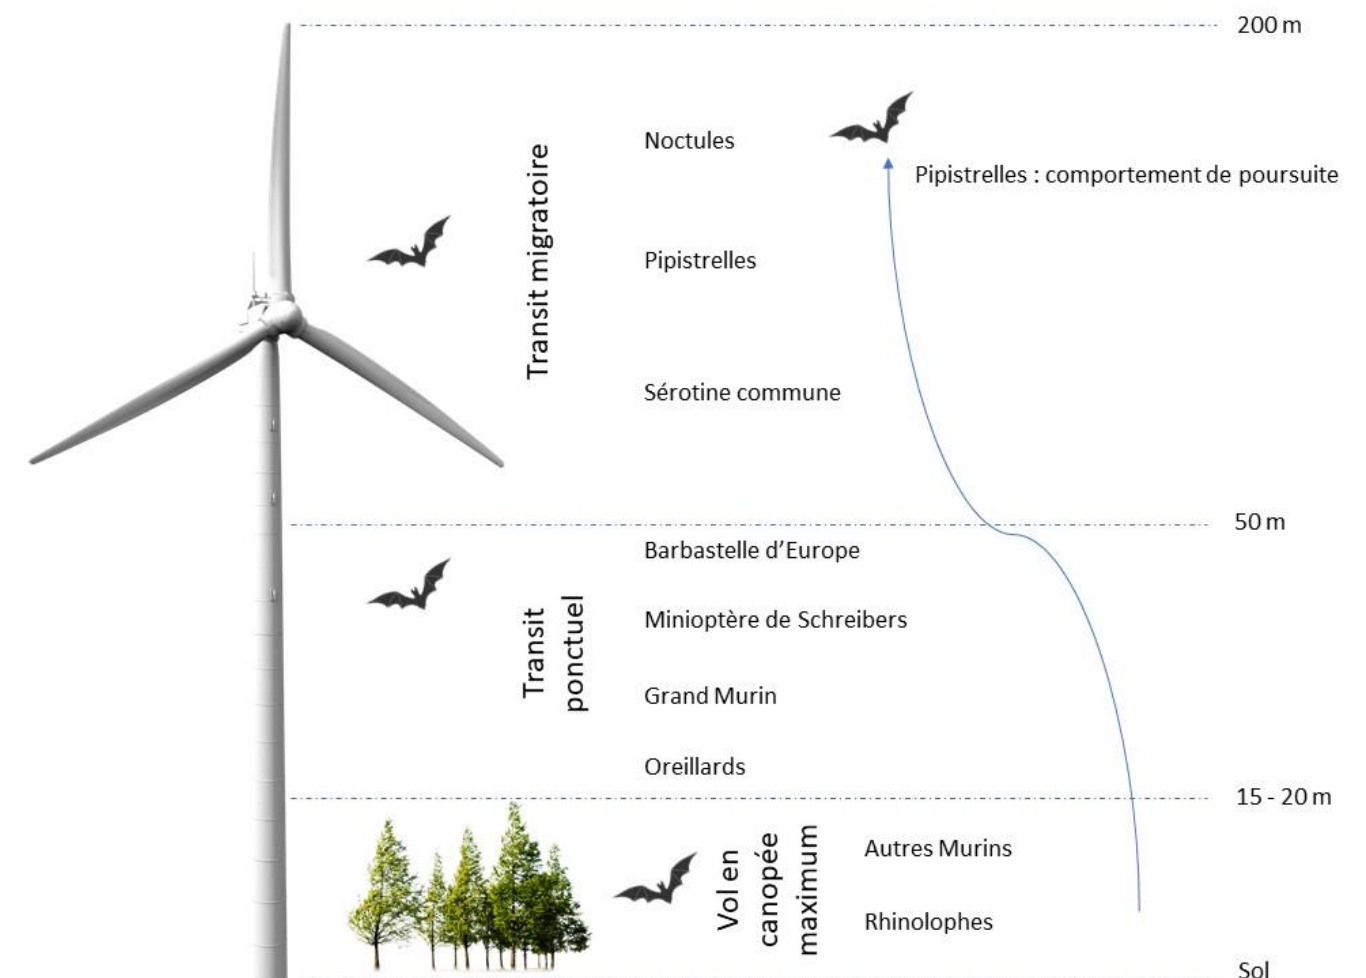 200 m
Noctules
Pipistrelles : comportement de poursuite
Transit migratoire
Pipistrelles
Sérotine commune
50 m
Barbastelle d’Europe
Transit
ponctuel
Minioptère de Schreibers
Grand Murin
Oreillards
15 - 20 m
Vol en
canopée
maximum
Autres Murins
Rhinolophes
Sol